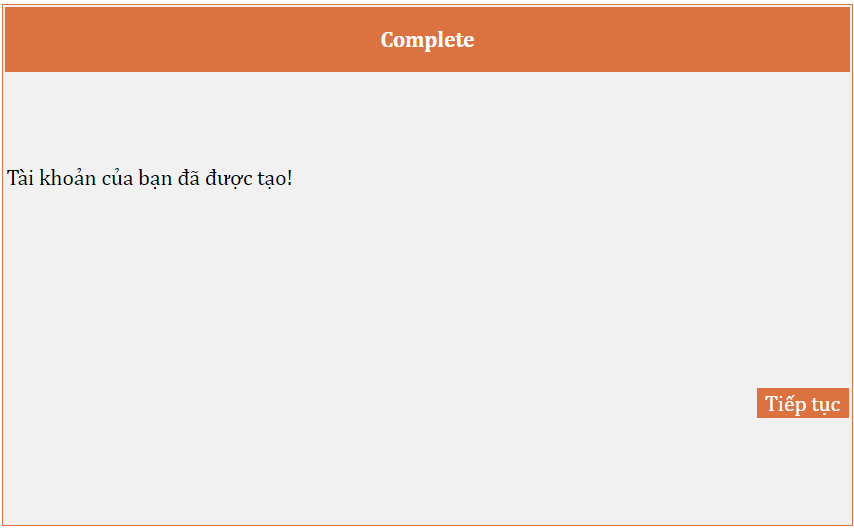 Complete
Tài khoản của bạn đã được tạo!
Tiếp tục